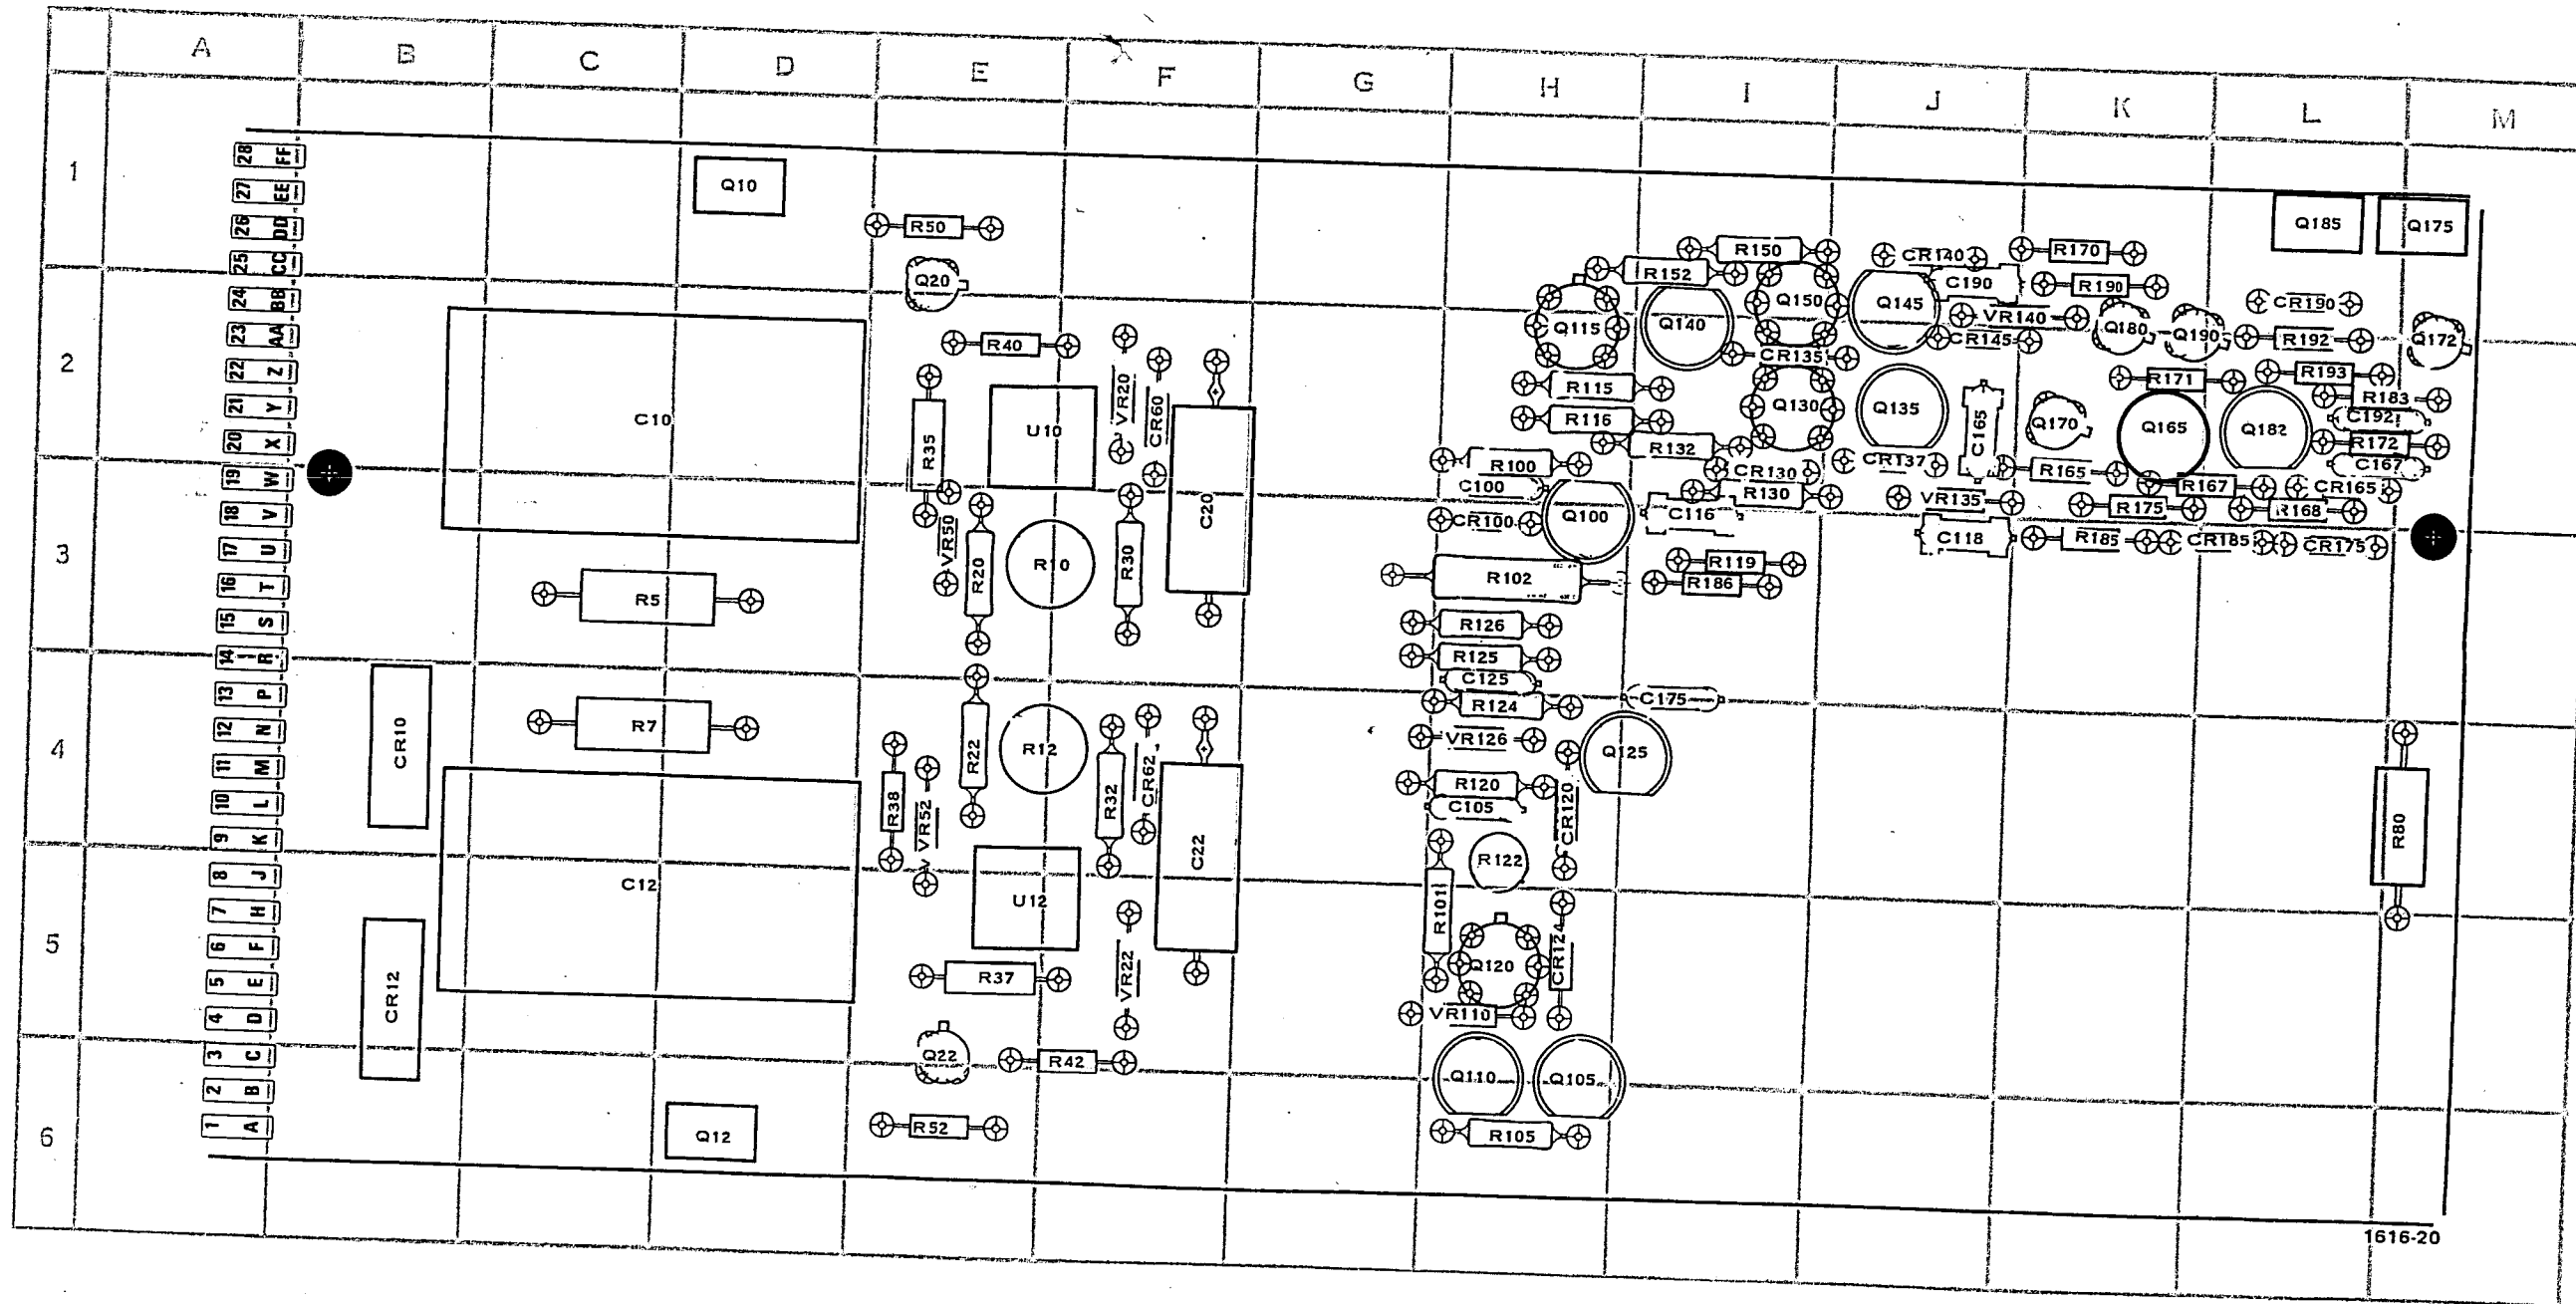 A B C D E F G H I J K L M
1
28 FF
27 EE
26 DD
25 CC
Q10
R50
Q185
Q175
R150
CR140
R170
R152
C190
R190
2
24 BB
23 AA
22 Z
21 Y
20 X
Q20
R40
C10
R35
U10
VR20
CR60
Q115
Q140
Q150
Q145
VR140
CR145
Q180
Q190
CR190
R192
Q172
CR135
R115
R116
R132
Q130
Q135
C165
R171
R193
R183
C192
Q170
Q165
Q182
R172
3
19 W
18 V
17 U
16 T
15 S
VR50
R20
R10
R30
C20
R5
R100
C100
CR100
Q100
CR130
R130
C116
CR137
VR135
C118
R165
C167
R167
CR165
R175
R168
R185
CR185
CR175
R102
R119
R186
R126
4
14 R
13 P
12 N
11 M
10 L
9 K
CR10
R7
R22
R12
R38
VR52
R32
CR62
C22
R125
C125
R124
C175
VR126
Q125
R120
C105
CR120
R80
5
8 J
7 H
6 F
5 E
4 D
C12
CR12
U12
R37
VR22
R122
R101
Q120
CR124
VR110
6
3 C
2 B
1 A
Q22
R42
Q12
R52
Q110
Q105
R105
1616-20